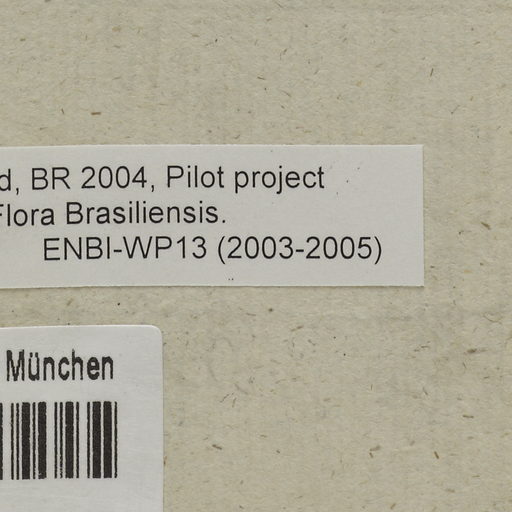 d, BR 2004, Pilot project
Flora Brasiliensis.
ENBI-WP13 (2003-2005)
München